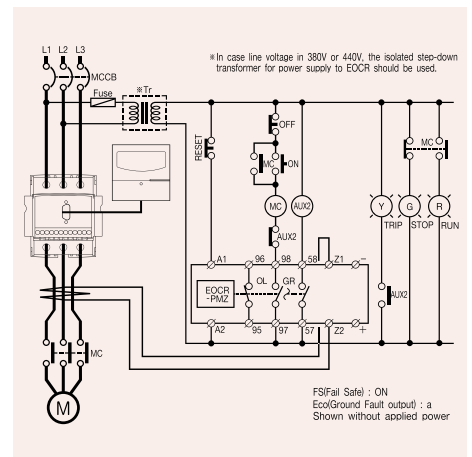 L1 L2 L3
MCCB
Fuse
※Tr
※In case line voltage in 380V or 440V, the isolated step-down
transformer for power supply to EOCR should be used.
RESET
OFF
MC
ON
MC
AUX2
AUX2
MC
Y
G
R
TRIP
STOP
RUN
AUX2
A1 96 98 58 Z1 -
EOCR
-PMZ
OL
GR
A2 95 97 57 Z2 +
MC
M
FS(Fail Safe) : ON
Eco(Ground Fault output) : a
Shown without applied power